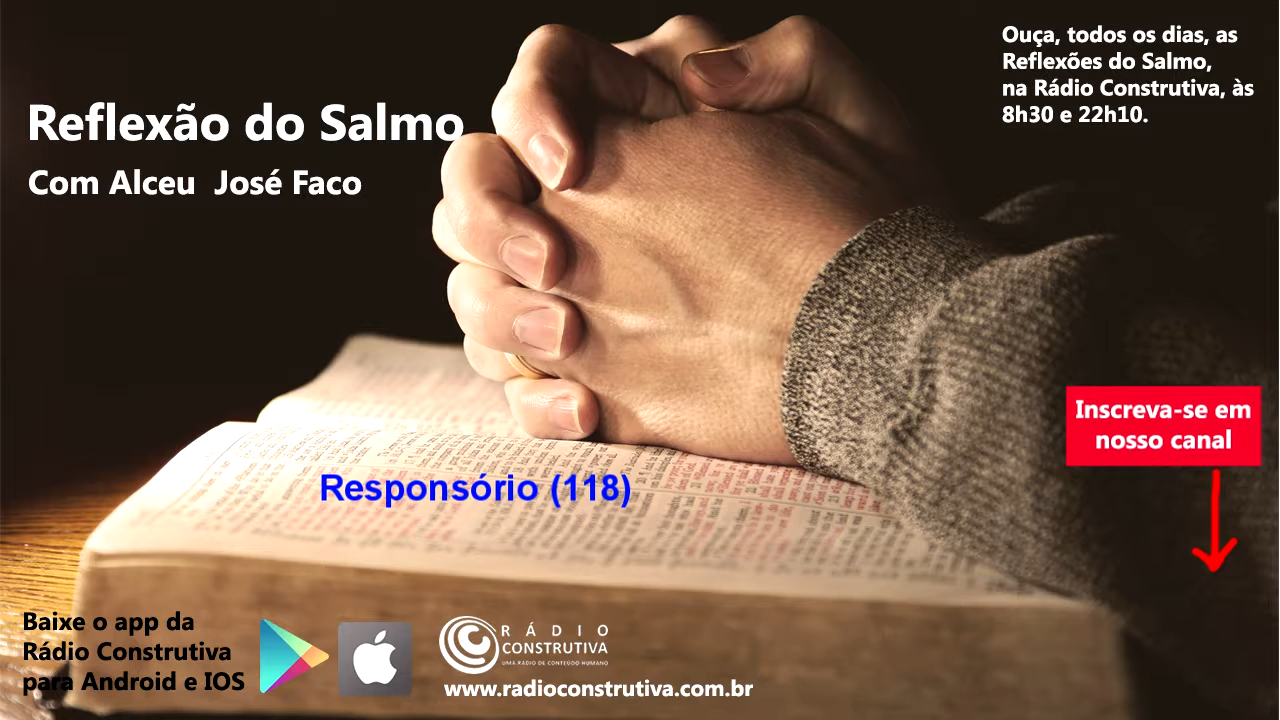 Ouça, todos os dias, as
Reflexões do Salmo,
na Rádio Construtiva, às
8h30 e 22h10.
Reflexão do Salmo
Com Alceu José Faco
Inscreva-se em
nosso canal
Responsório (118)
Baixe o app da
Rádio Construtiva
para Android e IOS
RÁDIO
CONSTRUTIVA
UMA RÁDIO DE CONTEÚDO HUMANO
www.radioconstrutiva.com.br